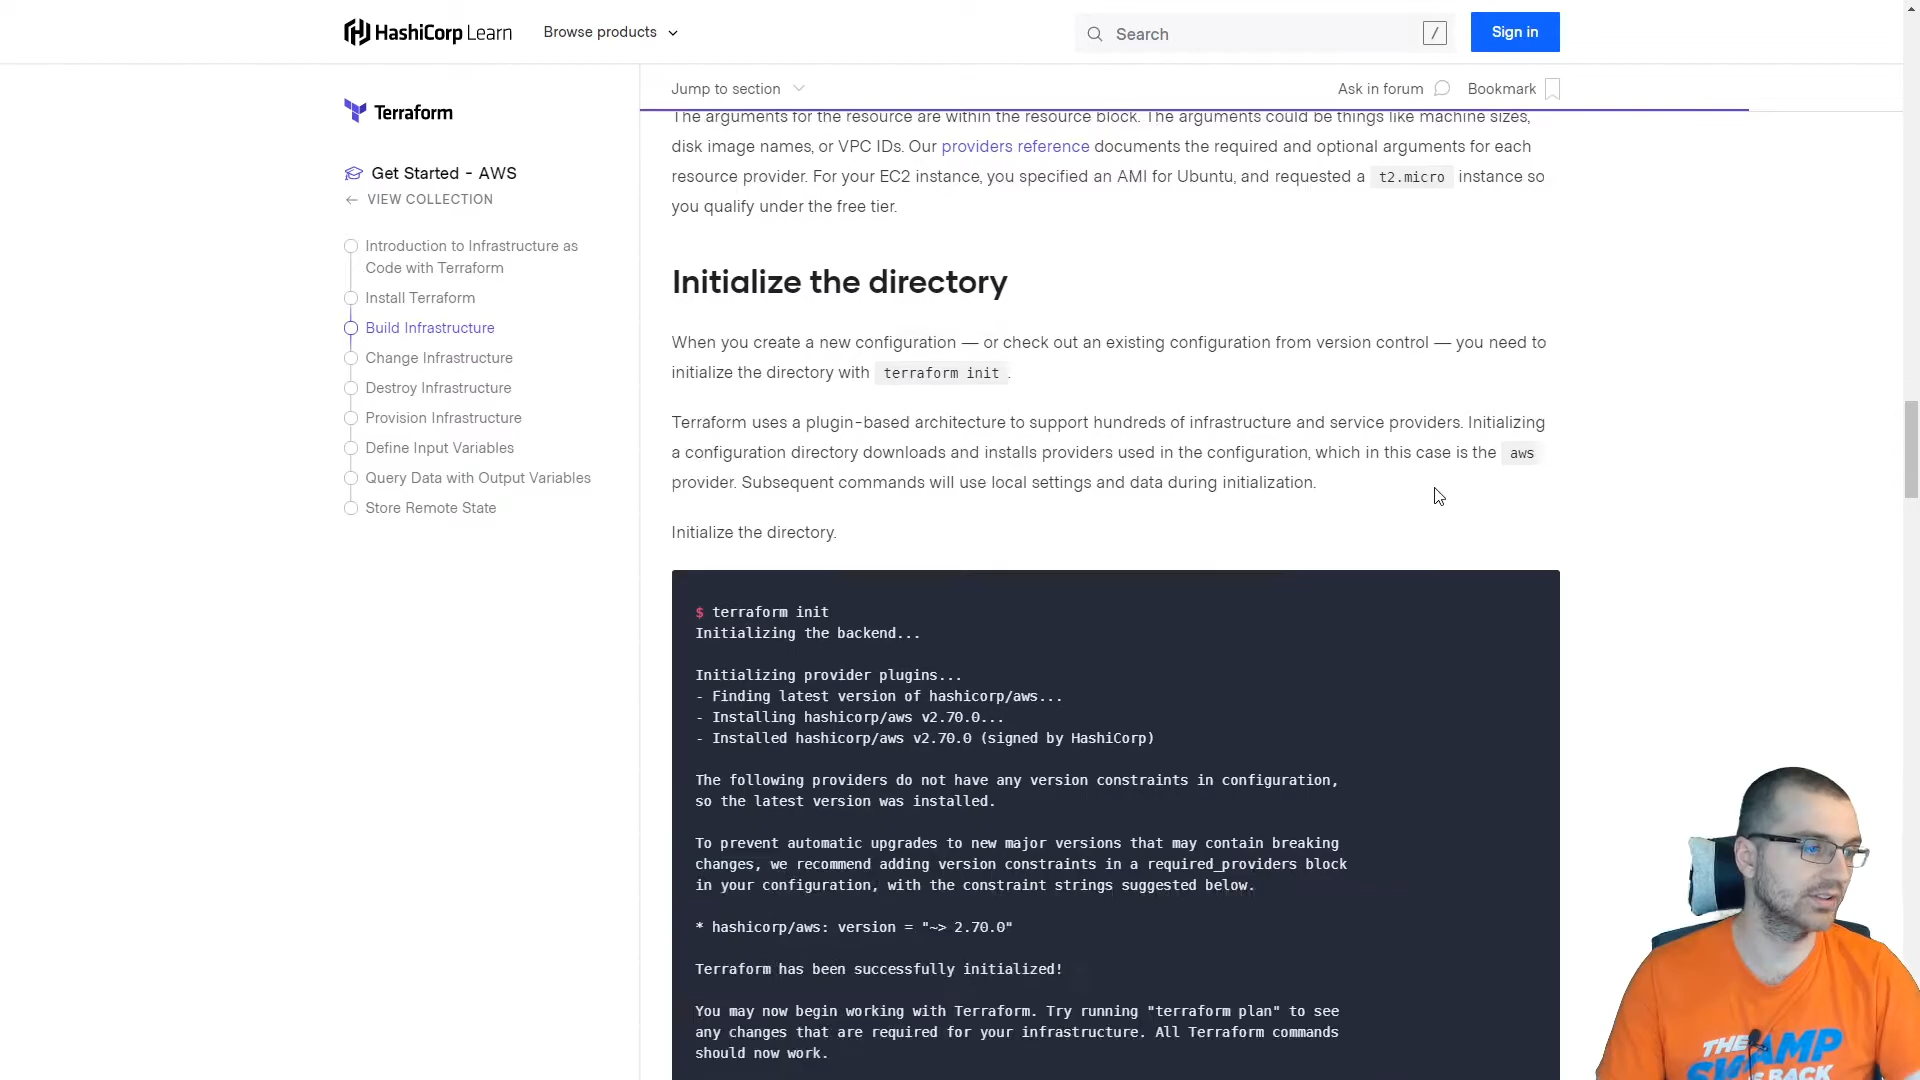 HashiCorp Learn
Browse products
Search
/
Sign in
Jump to section
Ask in forum
Bookmark
Terraform
Get Started - AWS
VIEW COLLECTION
Introduction to Infrastructure as
Code with Terraform
Install Terraform
Build Infrastructure
Change Infrastructure
Destroy Infrastructure
Provision Infrastructure
Define Input Variables
Query Data with Output Variables
Store Remote State
The arguments for the resource are within the resource block. The arguments could be things like machine sizes,
disk image names, or VPC IDs. Our providers reference documents the required and optional arguments for each
resource provider. For your EC2 instance, you specified an AMI for Ubuntu, and requested a t2.micro instance so
you qualify under the free tier.
Initialize the directory
When you create a new configuration — or check out an existing configuration from version control — you need to
initialize the directory with terraform init .
Terraform uses a plugin-based architecture to support hundreds of infrastructure and service providers. Initializing
a configuration directory downloads and installs providers used in the configuration, which in this case is the aws
provider. Subsequent commands will use local settings and data during initialization.
Initialize the directory.
$ terraform init
Initializing the backend...
Initializing provider plugins...
- Finding latest version of hashicorp/aws...
- Installing hashicorp/aws v2.70.0...
- Installed hashicorp/aws v2.70.0 (signed by HashiCorp)
The following providers do not have any version constraints in configuration,
so the latest version was installed.
To prevent automatic upgrades to new major versions that may contain breaking
changes, we recommend adding version constraints in a required_providers block
in your configuration, with the constraint strings suggested below.
* hashicorp/aws: version = "~> 2.70.0"
Terraform has been successfully initialized!
You may now begin working with Terraform. Try running "terraform plan" to see
any changes that are required for your infrastructure. All Terraform commands
should now work.
THE
BACK